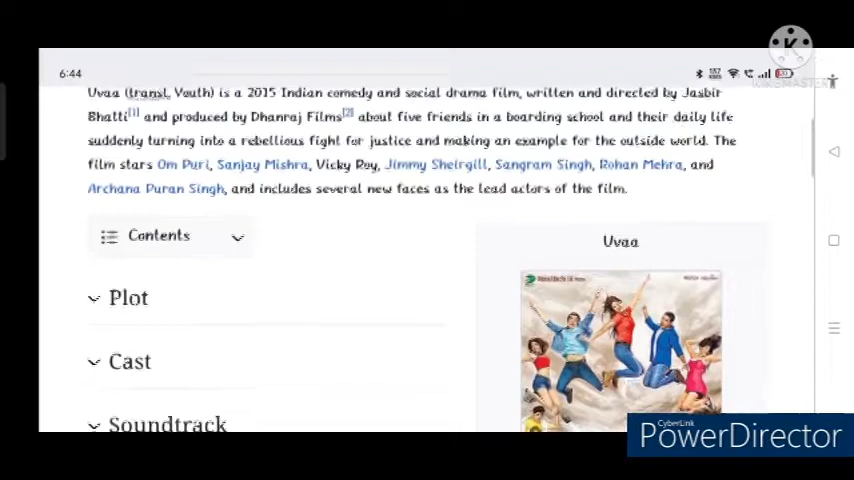 6:44
KINEMASTER
Uvaa (transl. Youth) is a 2015 Indian comedy and social drama film, written and directed by Jasbir
Bhatti[1] and produced by Dhanraj Films[2] about five friends in a boarding school and their daily life
suddenly turning into a rebellious fight for justice and making an example for the outside world. The
film stars Om Puri, Sanjay Mishra, Vicky Roy, Jimmy Sheirgill, Sangram Singh, Rohan Mehra, and
Archana Puran Singh, and includes several new faces as the lead actors of the film.
Contents
Uvaa
Plot
Cast
Soundtrack
CyberLink
PowerDirector